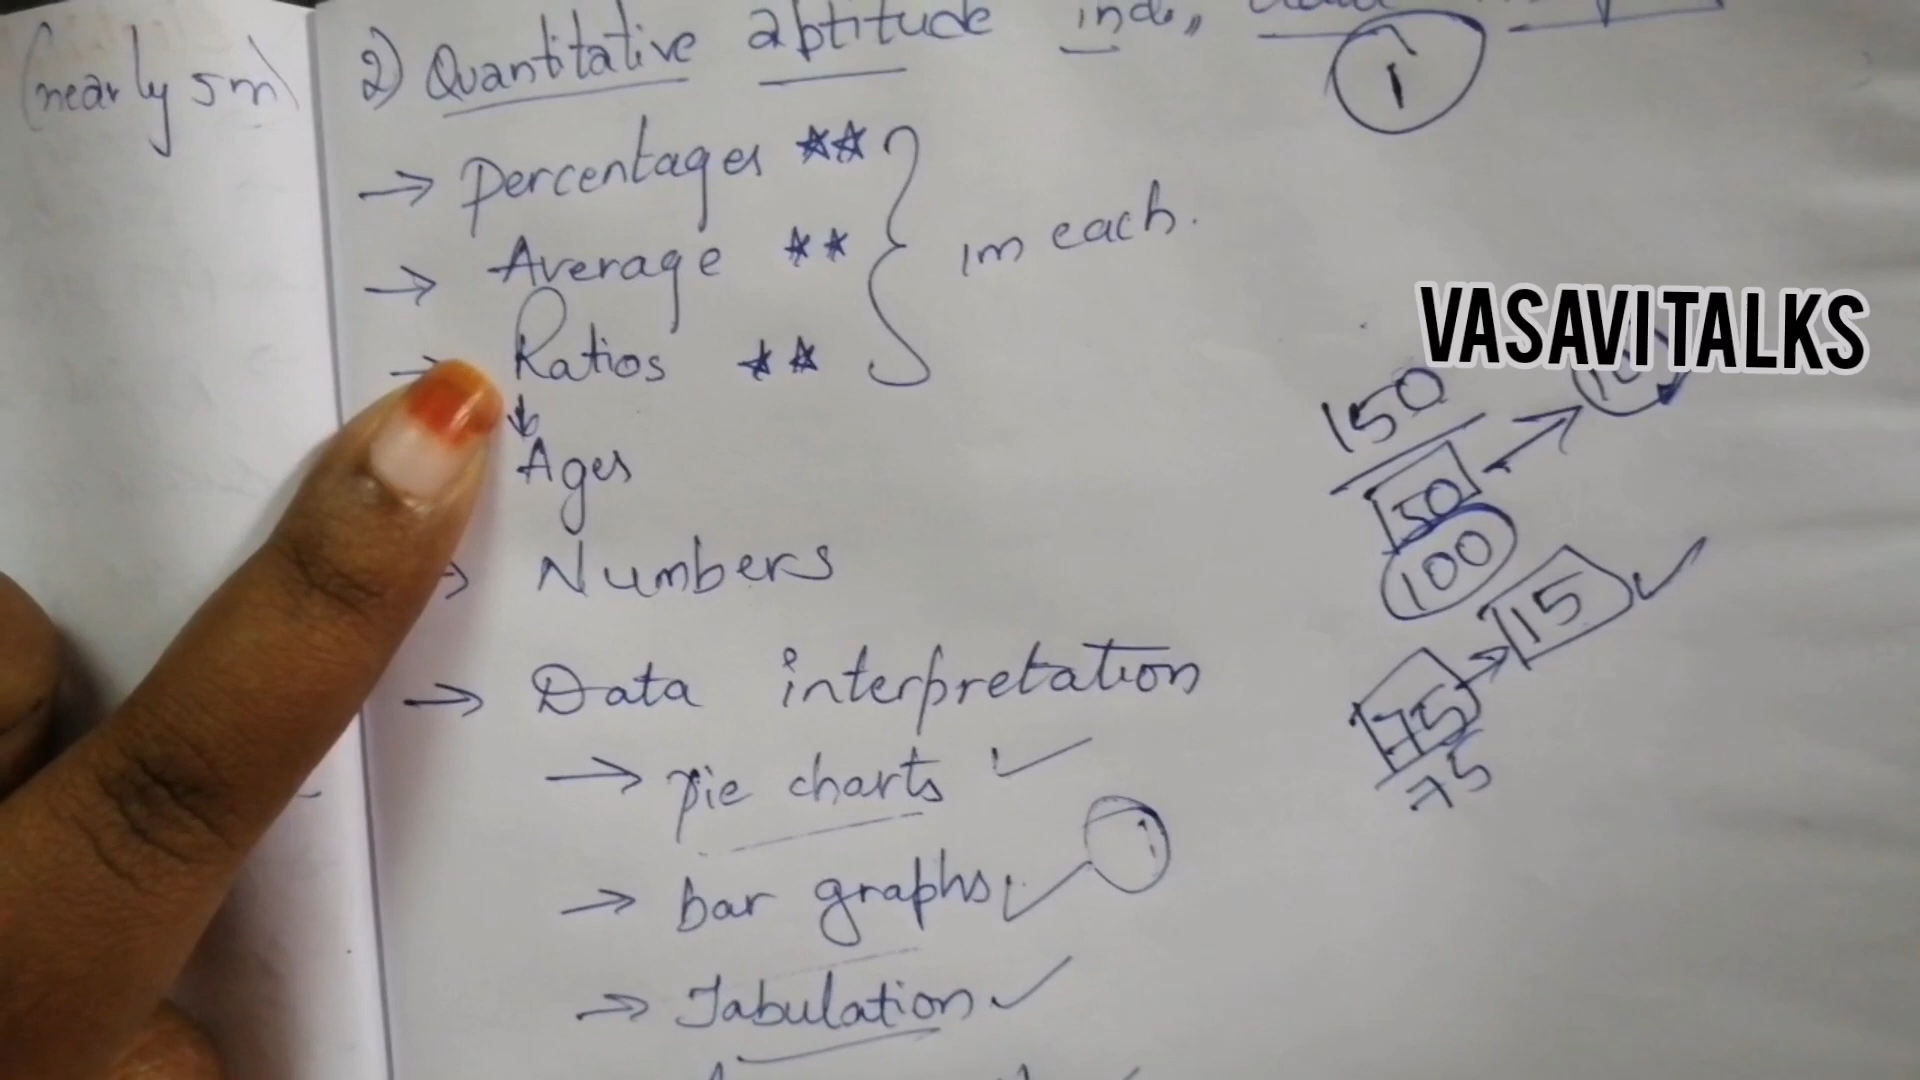 (nearly 5m)
2) Quantitative aptitude
→ percentages ★★
→ Average ★★
1m each.
→ Ratios ★★
↓
Ages
→ Numbers
→ Data interpretation
→ pie charts ✓
→ bar graphs ✓
→ Tabulation ✓
1
VASAVI TALKS
150
50
100
15 ✓
75
75